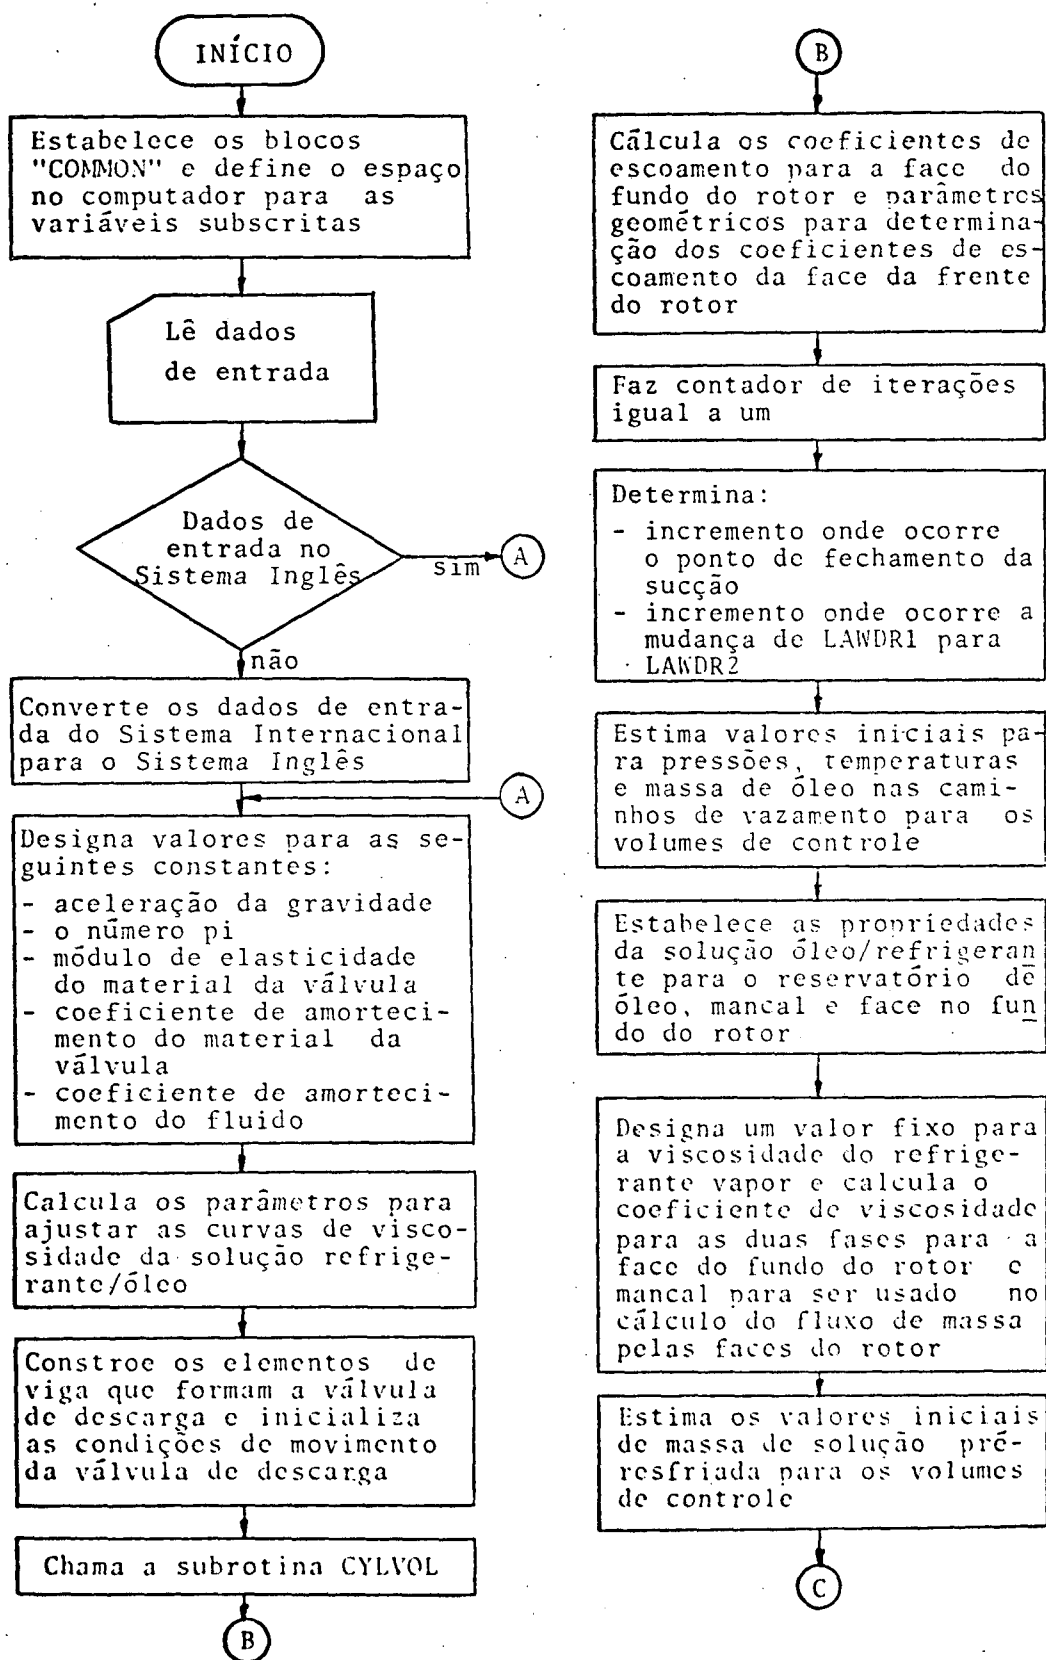 INÍCIO
Estabelece os blocos
"COMMON" e define o espaço
no computador para as
variáveis subscritas
Lê dados
de entrada
Dados de
entrada no
Sistema Inglês
sim
A
não
Converte os dados de entra-
da do Sistema Internacional
para o Sistema Inglês
A
Designa valores para as se-
guintes constantes:
- aceleração da gravidade
- o número pi
- módulo de elasticidade
do material da válvula
- coeficiente de amorteci-
mento do material da
válvula
- coeficiente de amorteci-
mento do fluido
Calcula os parâmetros para
ajustar as curvas de visco-
sidade da solução refrige-
rante/óleo
Constroe os elementos de
viga que formam a válvula
de descarga e inicializa
as condições de movimento
da válvula de descarga
Chama a subrotina CYLVOL
B
B
Cálcula os coeficientes de
escoamento para a face do
fundo do rotor e parâmetros
geométricos para determina-
ção dos coeficientes de es-
coamento da face da frente
do rotor
Faz contador de iterações
igual a um
Determina:
- incremento onde ocorre
o ponto de fechamento da
sucção
- incremento onde ocorre a
mudança de LAWDR1 para
LAWDR2
Estima valores iniciais pa-
ra pressões, temperaturas
e massa de óleo nas cami-
nhos de vazamento para os
volumes de controle
Estabelece as propriedades
da solução óleo/refrigeran
te para o reservatório de
óleo, mancal e face no fun
do do rotor
Designa um valor fixo para
a viscosidade do refrige-
rante vapor e calcula o
coeficiente de viscosidade
para as duas fases para a
face do fundo do rotor e
mancal para ser usado no
cálculo do fluxo de massa
pelas faces do rotor
Estima os valores iniciais
de massa de solução pré-
resfriada para os volumes
de controle
C